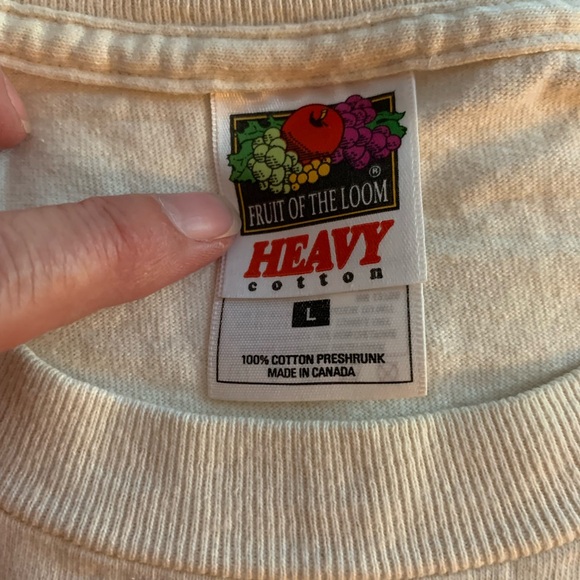 ®
FRUIT OF THE LOOM
HEAVY
cotton
L
100% COTTON PRESHRUNK
MADE IN CANADA